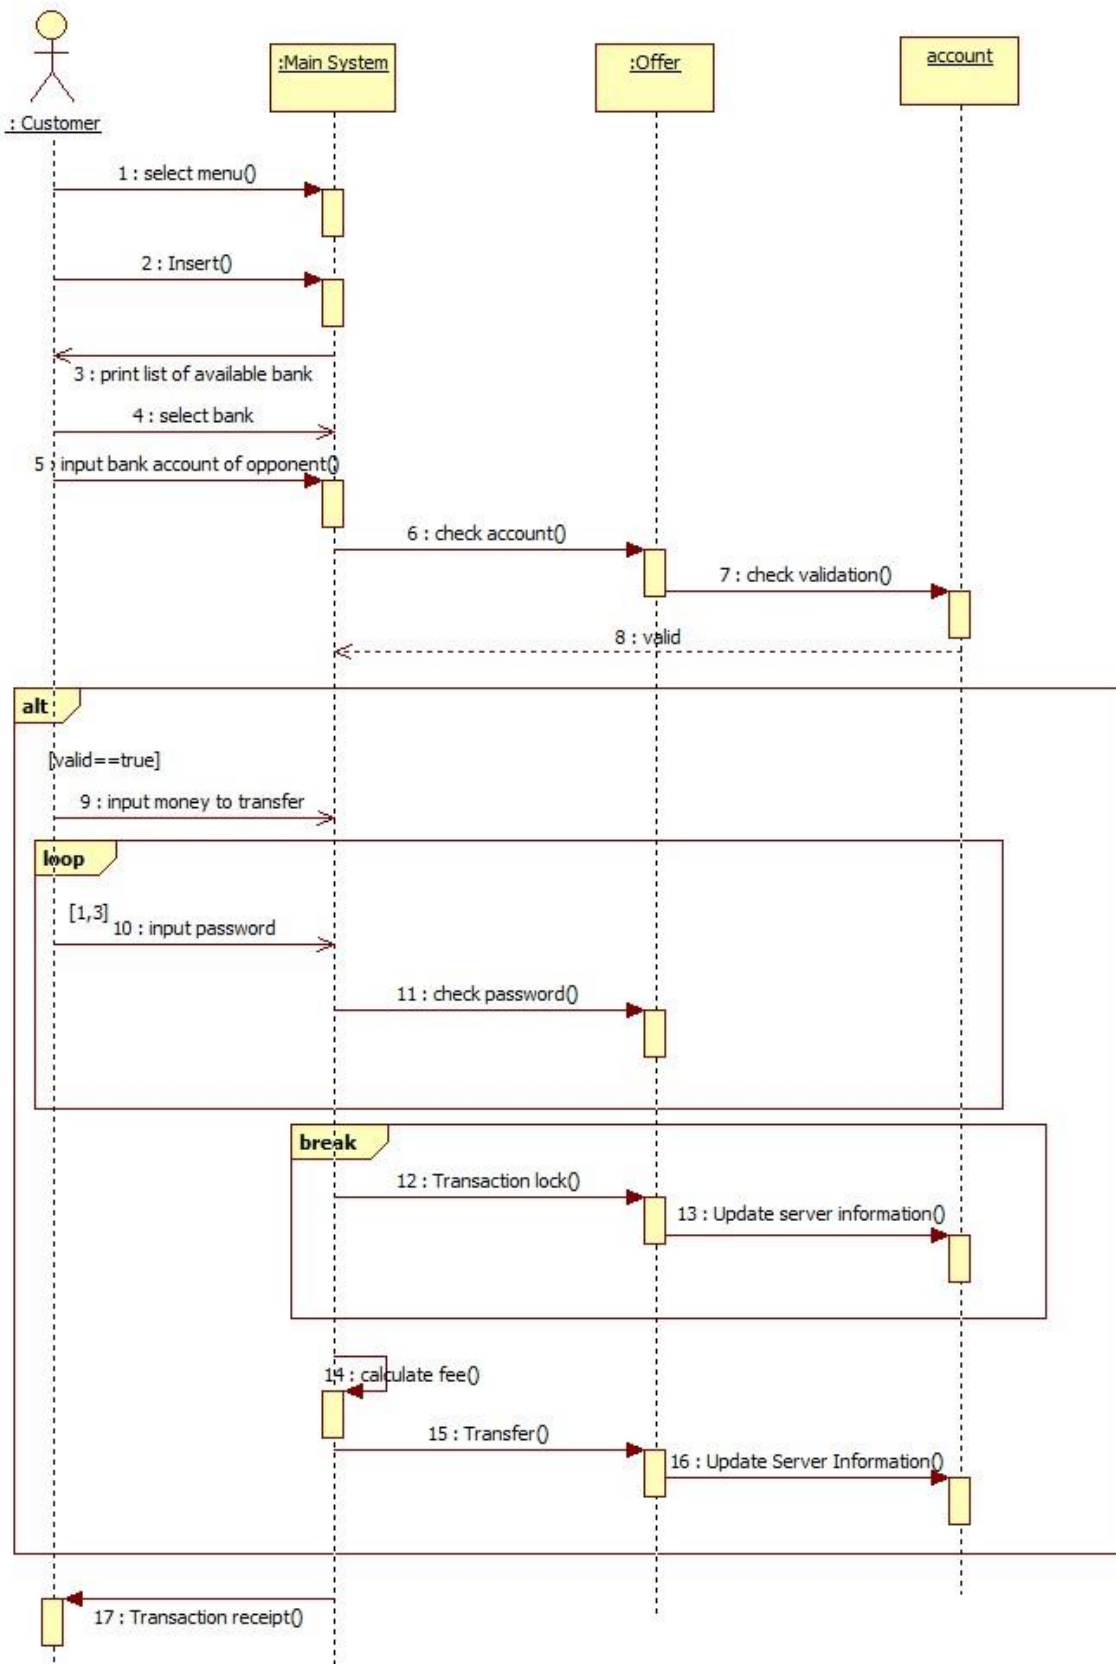 :Main System
:Offer
account
: Customer
1 : select menu()
2 : Insert()
3 : print list of available bank
4 : select bank
5 : input bank account of opponent()
6 : check account()
7 : check validation()
8 : valid
alt
[valid==true]
9 : input money to transfer
loop
[1,3]
10 : input password
11 : check password()
break
12 : Transaction lock()
13 : Update server information()
14 : calculate fee()
15 : Transfer()
16 : Update Server Information()
17 : Transaction receipt()